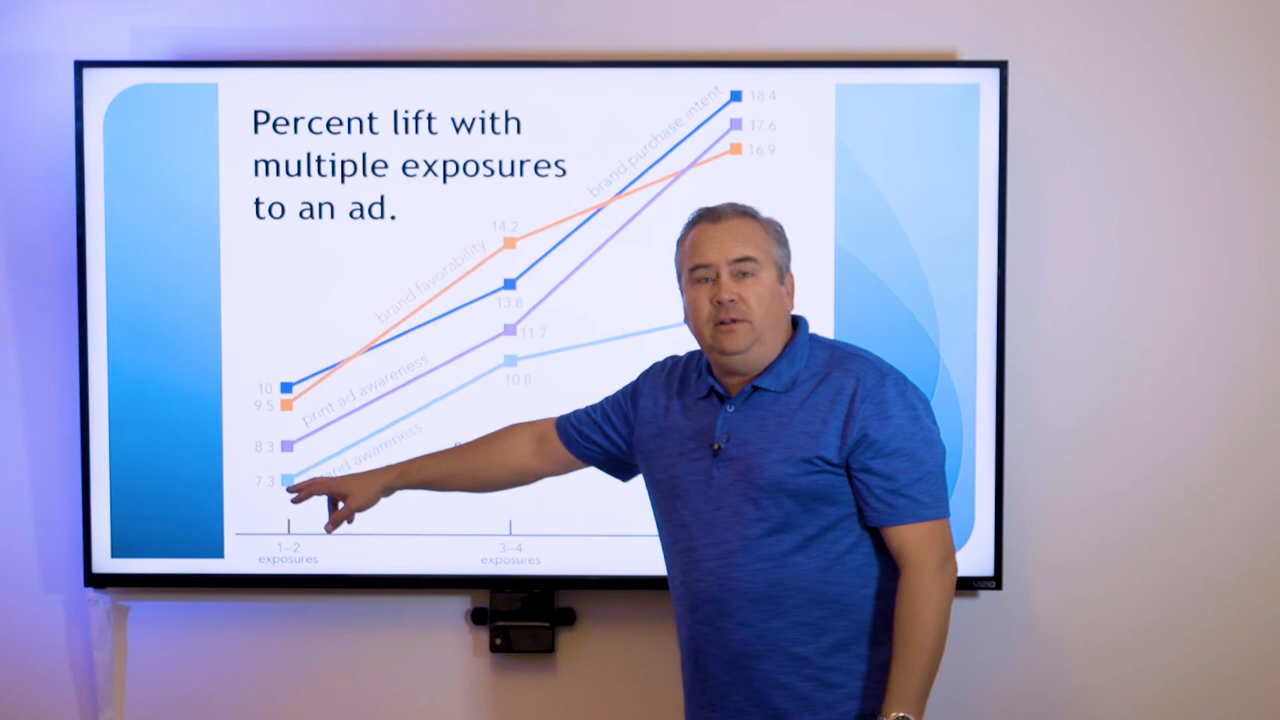 Percent lift with
multiple exposures
to an ad.
brand purchase intent
18.4
17.6
16.9
14.2
brand favorability
13.8
11.7
10.8
print ad awareness
10
9.5
8.3
7.3
awareness
1–2
exposures
3–4
exposures
VIZIO